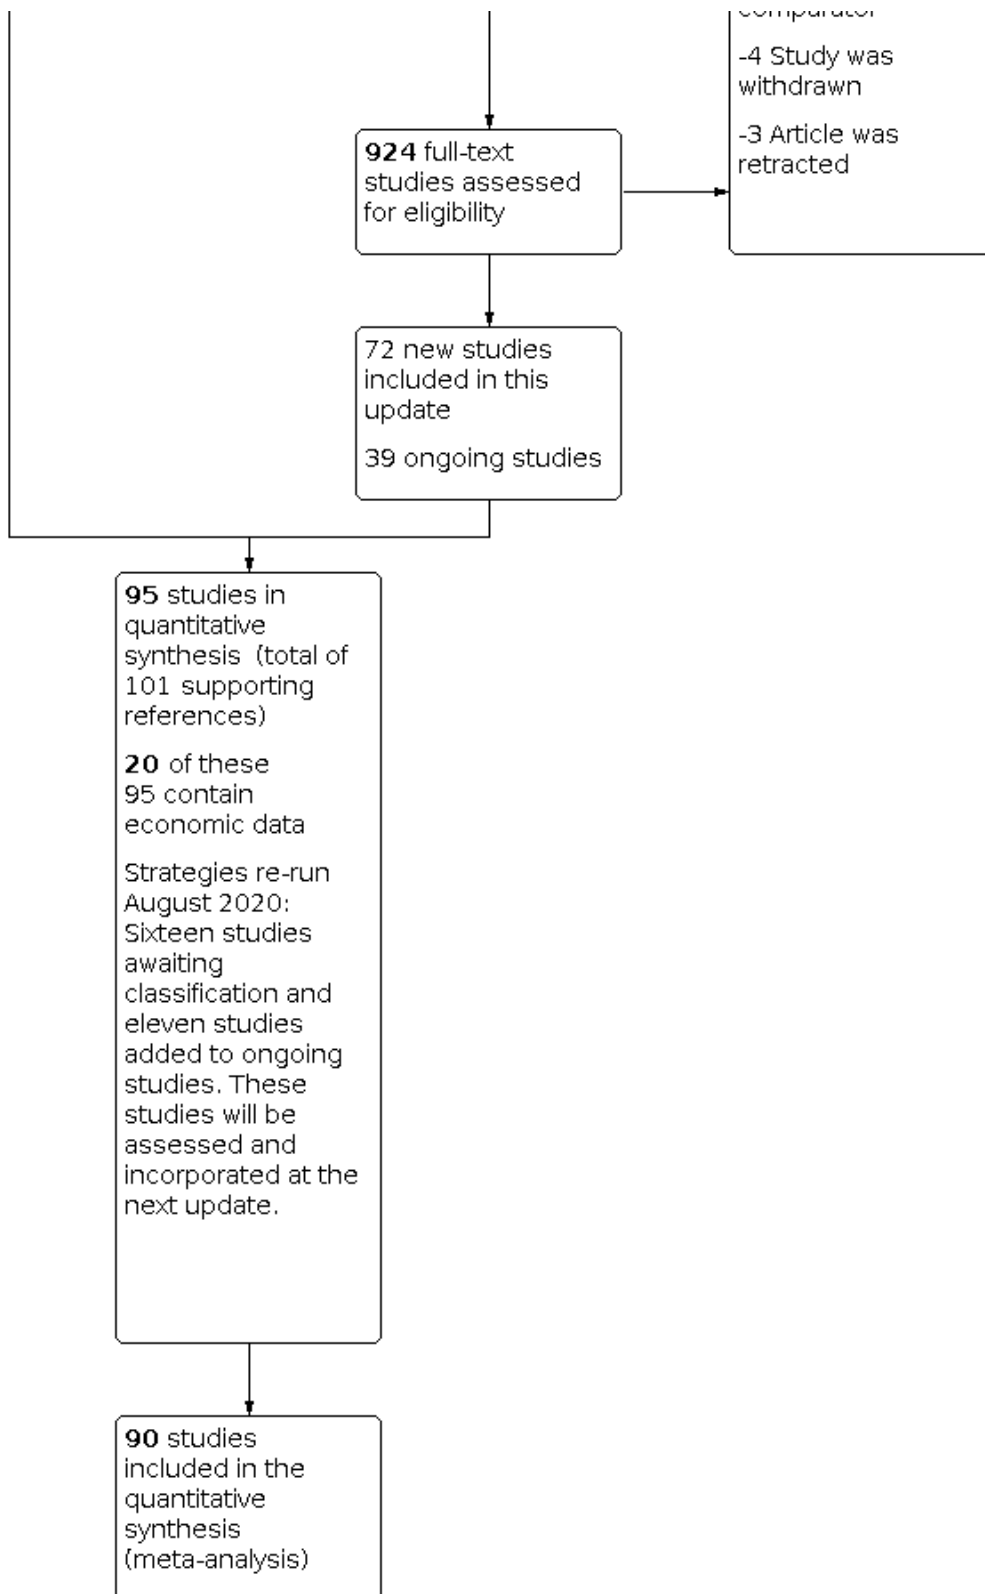 -4 Study was
withdrawn
-3 Article was
retracted
924 full-text
studies assessed
for eligibility
72 new studies
included in this
update
39 ongoing studies
95 studies in
quantitative
synthesis (total of
101 supporting
references)
20 of these
95 contain
economic data
Strategies re-run
August 2020:
Sixteen studies
awaiting
classification and
eleven studies
added to ongoing
studies. These
studies will be
assessed and
incorporated at the
next update.
90 studies
included in the
quantitative
synthesis
(meta-analysis)